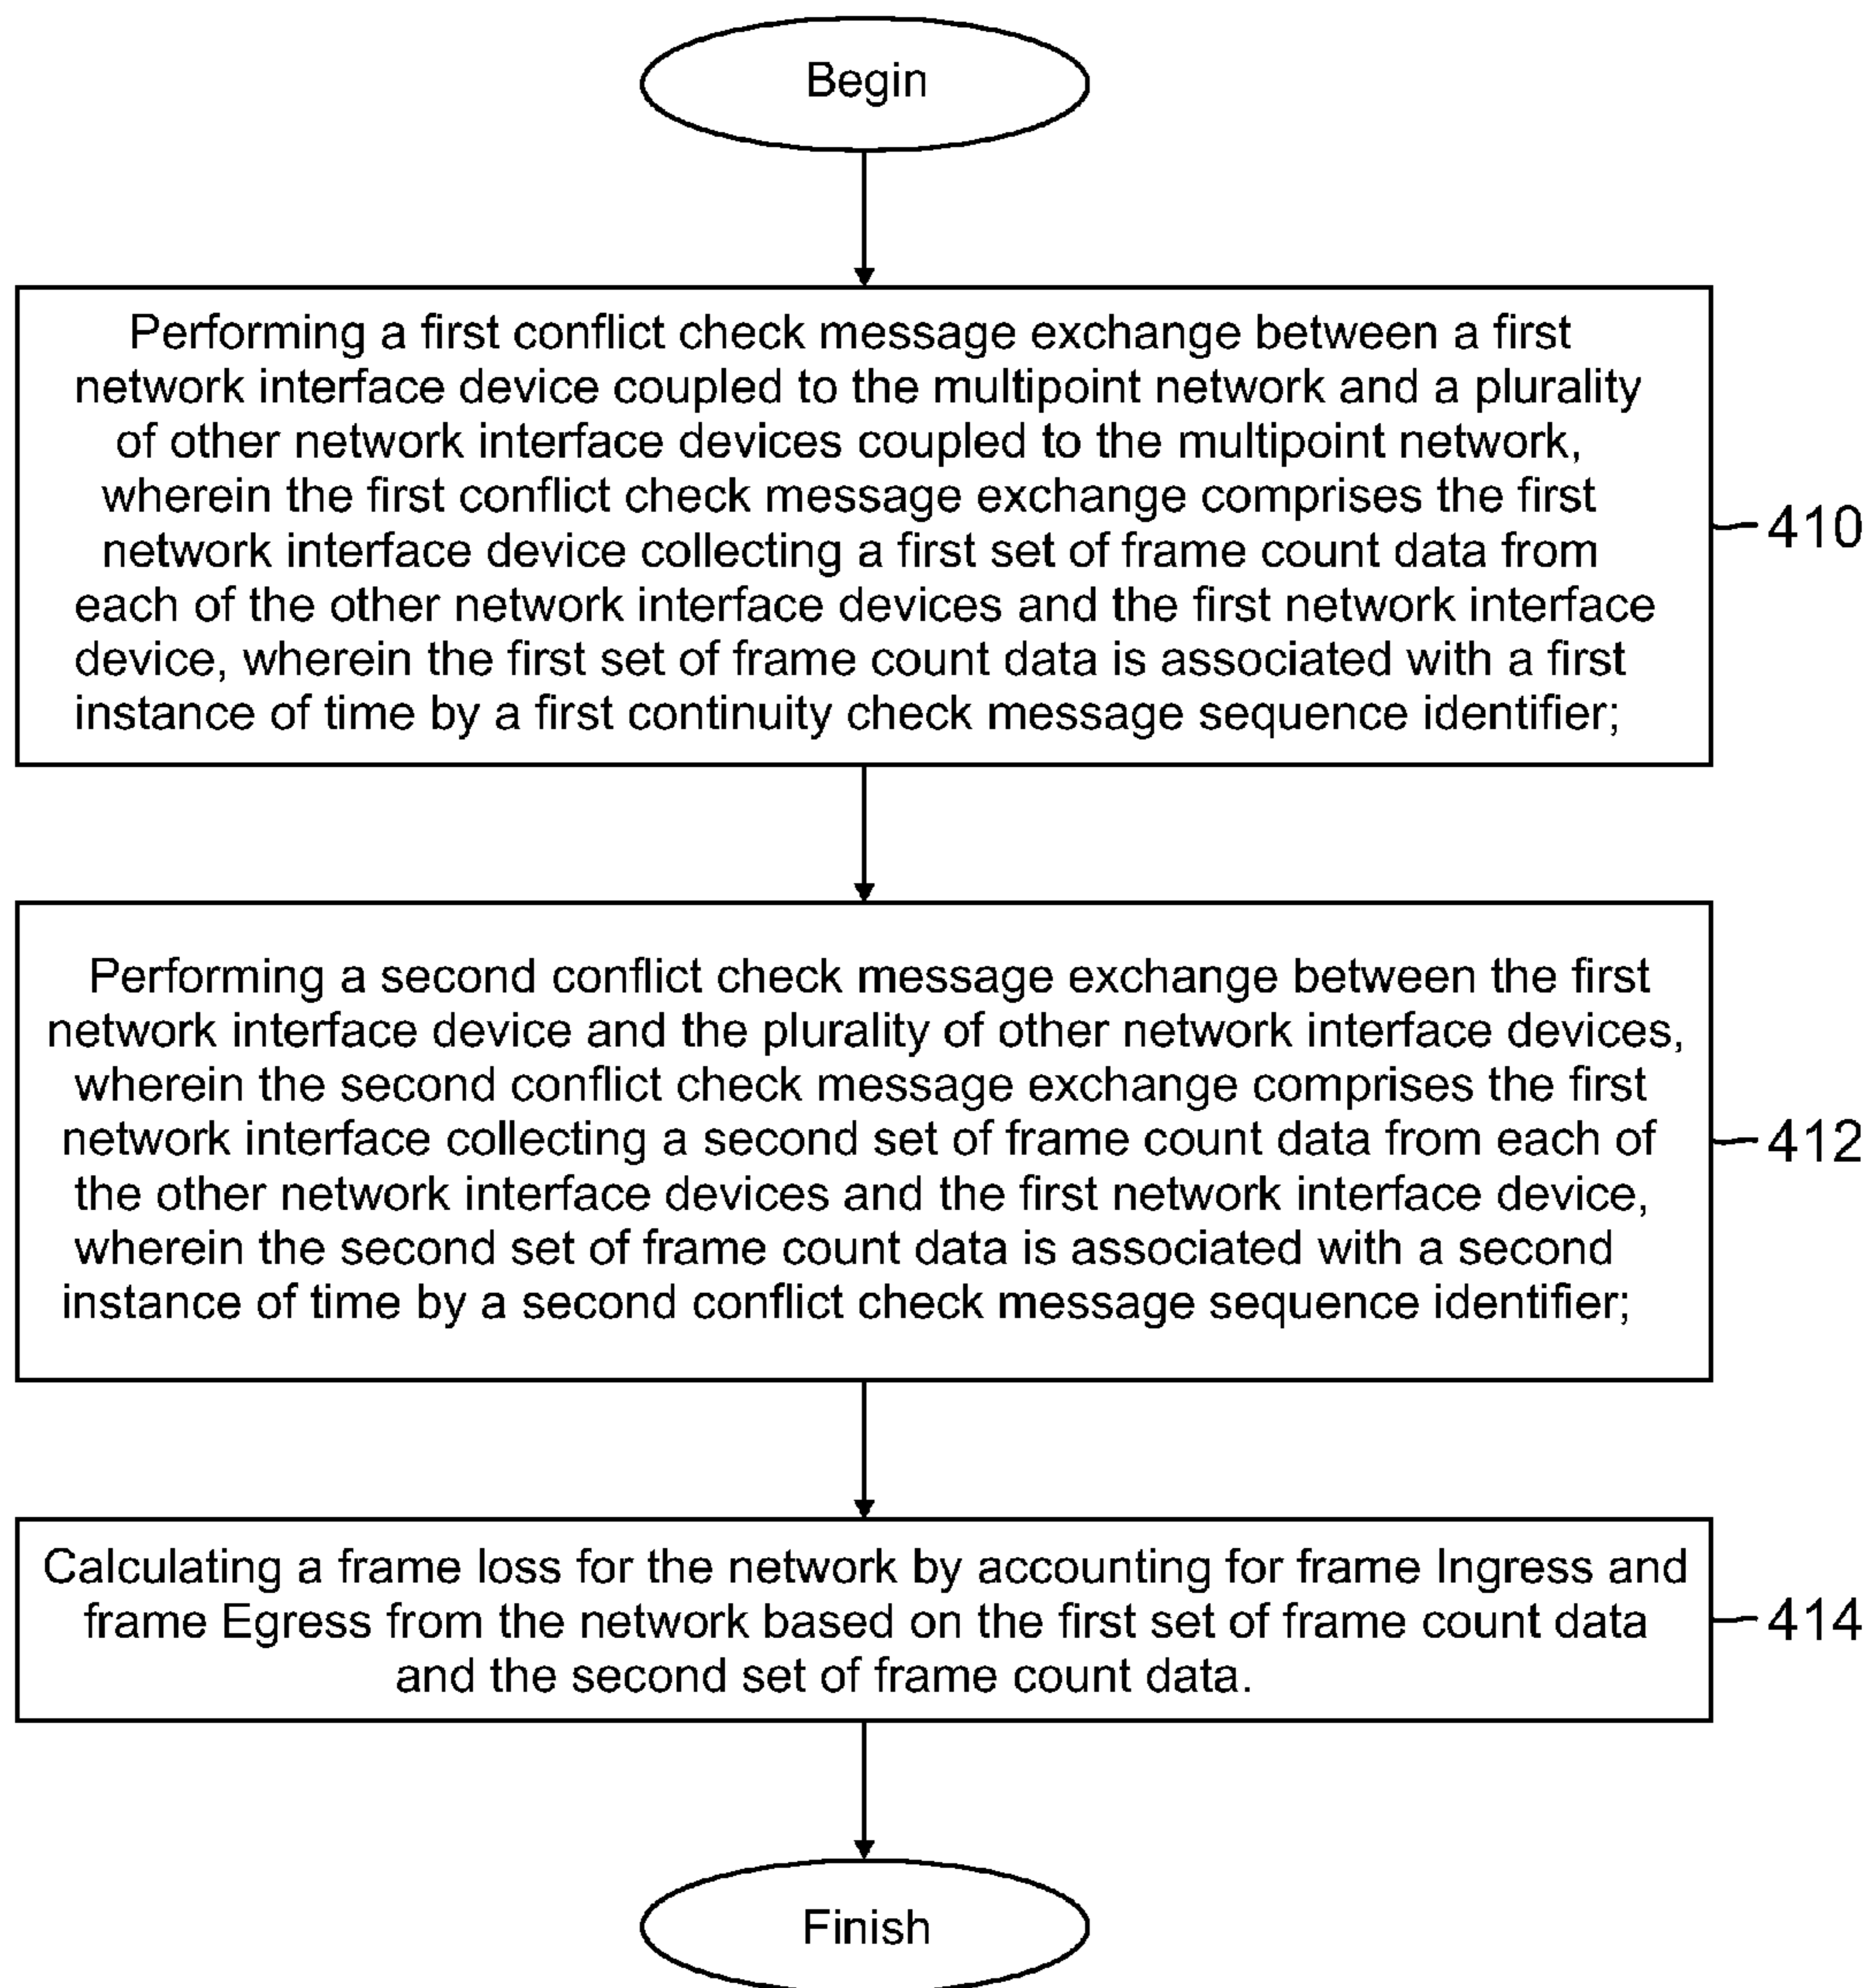 Begin
Performing a first conflict check message exchange between a first
network interface device coupled to the multipoint network and a plurality
of other network interface devices coupled to the multipoint network,
wherein the first conflict check message exchange comprises the first
network interface device collecting a first set of frame count data from
each of the other network interface devices and the first network interface
device, wherein the first set of frame count data is associated with a first
instance of time by a first continuity check message sequence identifier;
410
Performing a second conflict check message exchange between the first
network interface device and the plurality of other network interface devices,
wherein the second conflict check message exchange comprises the first
network interface collecting a second set of frame count data from each of
the other network interface devices and the first network interface device,
wherein the second set of frame count data is associated with a second
instance of time by a second conflict check message sequence identifier;
412
Calculating a frame loss for the network by accounting for frame Ingress and
frame Egress from the network based on the first set of frame count data
and the second set of frame count data.
414
Finish